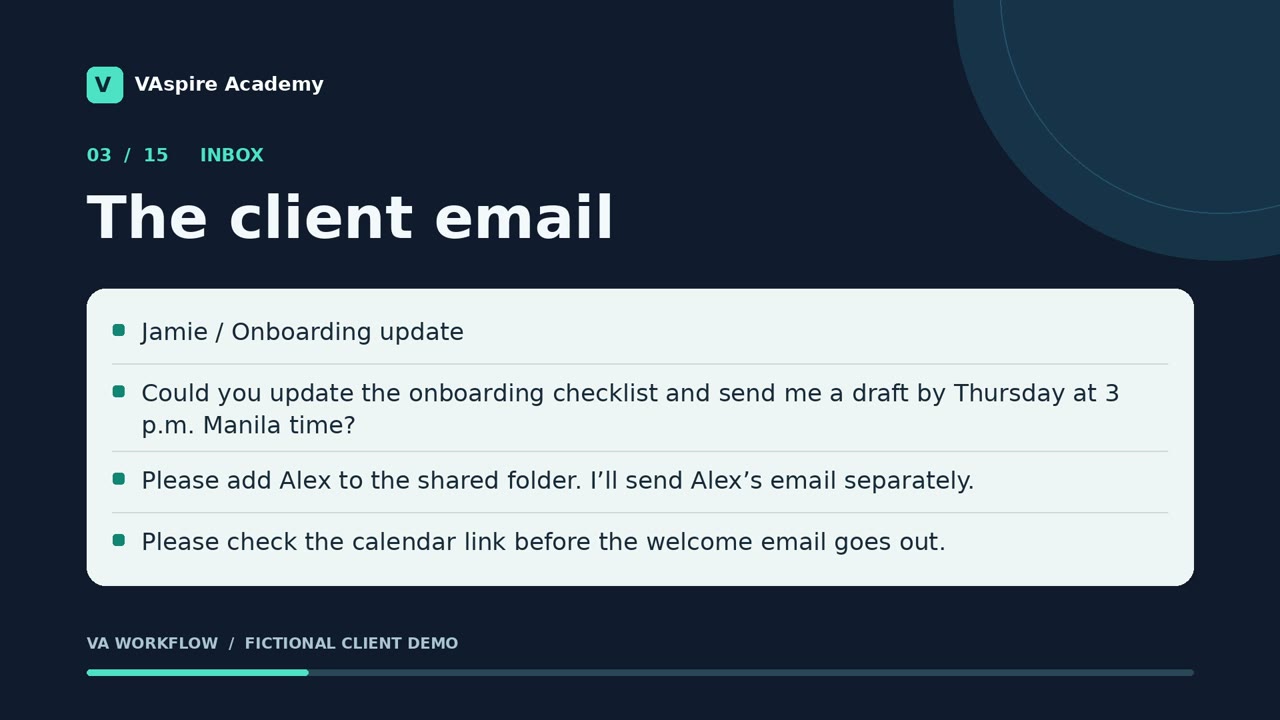 V VAspire Academy
03 / 15 INBOX
The client email
Jamie / Onboarding update
Could you update the onboarding checklist and send me a draft by Thursday at 3
p.m. Manila time?
Please add Alex to the shared folder. I’ll send Alex’s email separately.
Please check the calendar link before the welcome email goes out.
VA WORKFLOW / FICTIONAL CLIENT DEMO